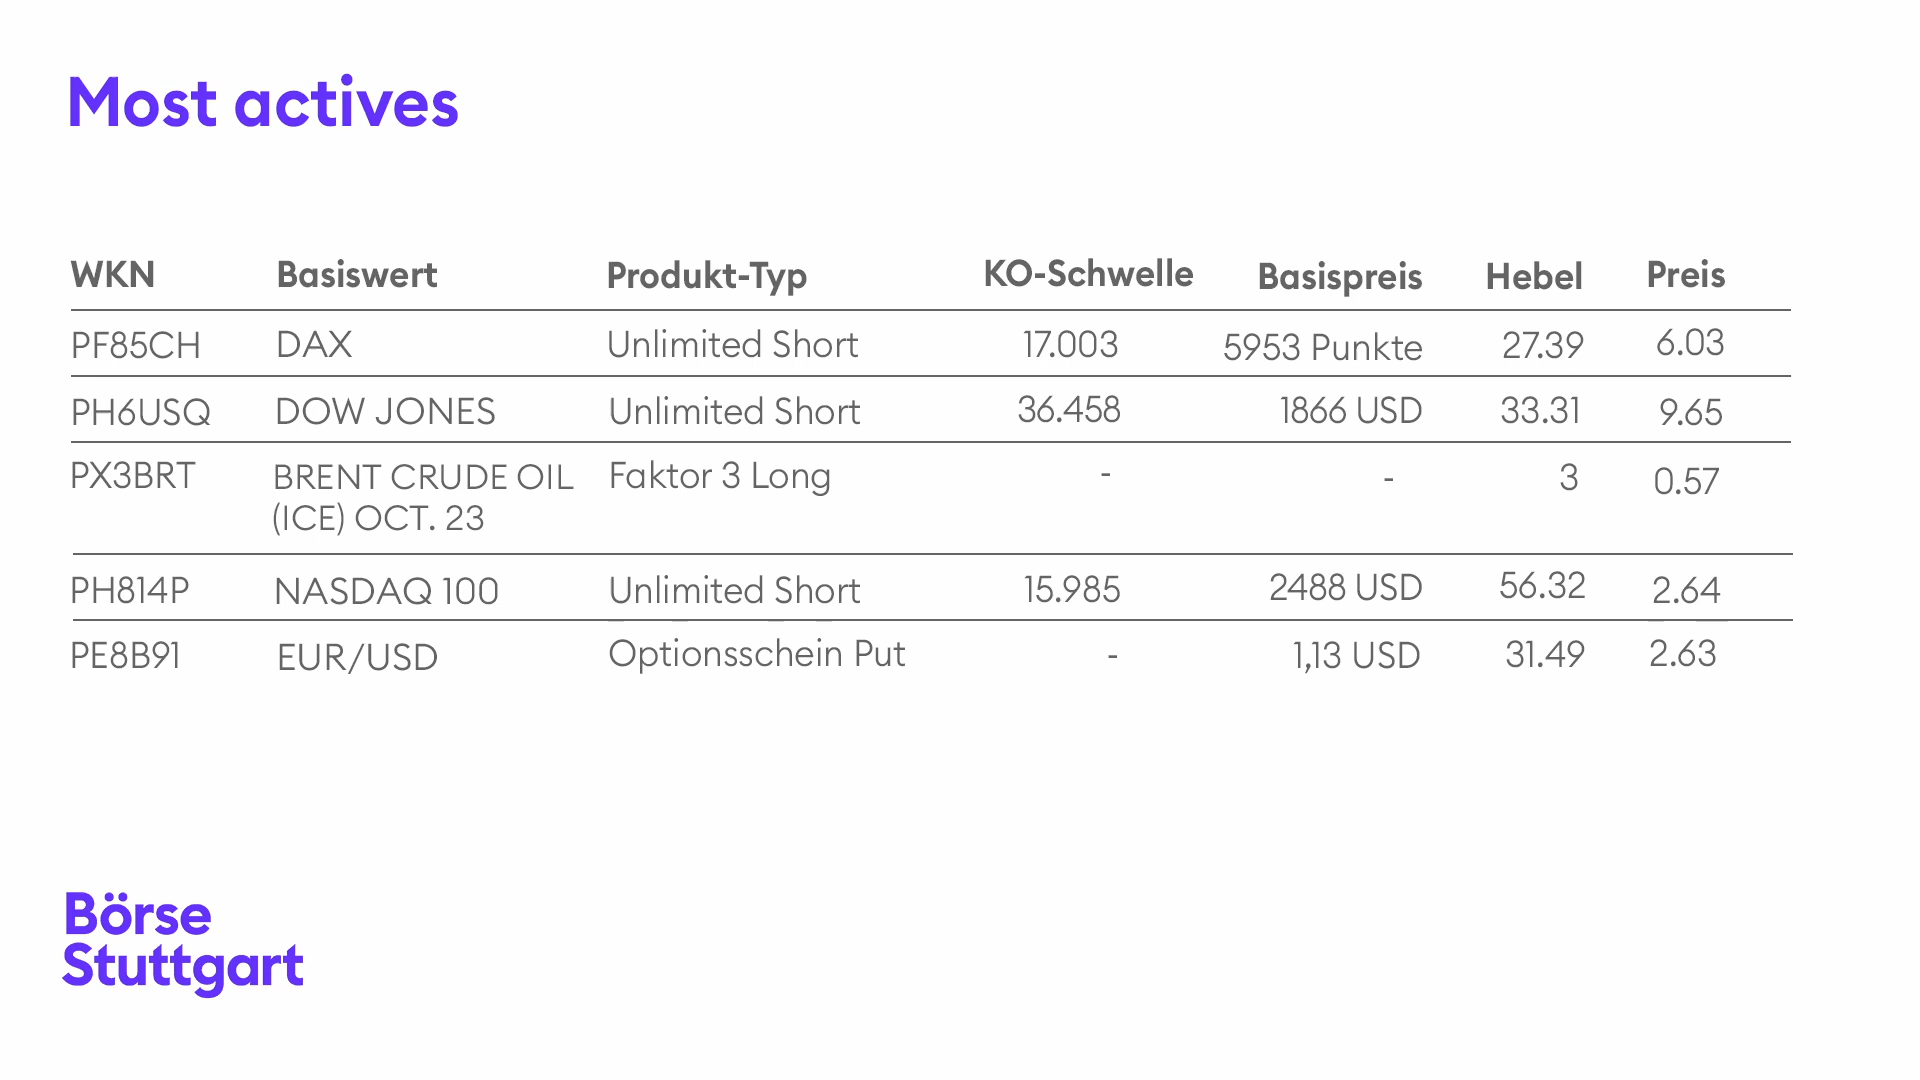 Most actives
WKN Basiswert Produkt-Typ KO-Schwelle Basispreis Hebel Preis
PF85CH DAX Unlimited Short 17.003 5953 Punkte 27.39 6.03
PH6USQ DOW JONES Unlimited Short 36.458 1866 USD 33.31 9.65
PX3BRT BRENT CRUDE OIL Faktor 3 Long - - 3 0.57
(ICE) OCT. 23
PH814P NASDAQ 100 Unlimited Short 15.985 2488 USD 56.32 2.64
PE8B91 EUR/USD Optionsschein Put - 1,13 USD 31.49 2.63
Börse
Stuttgart